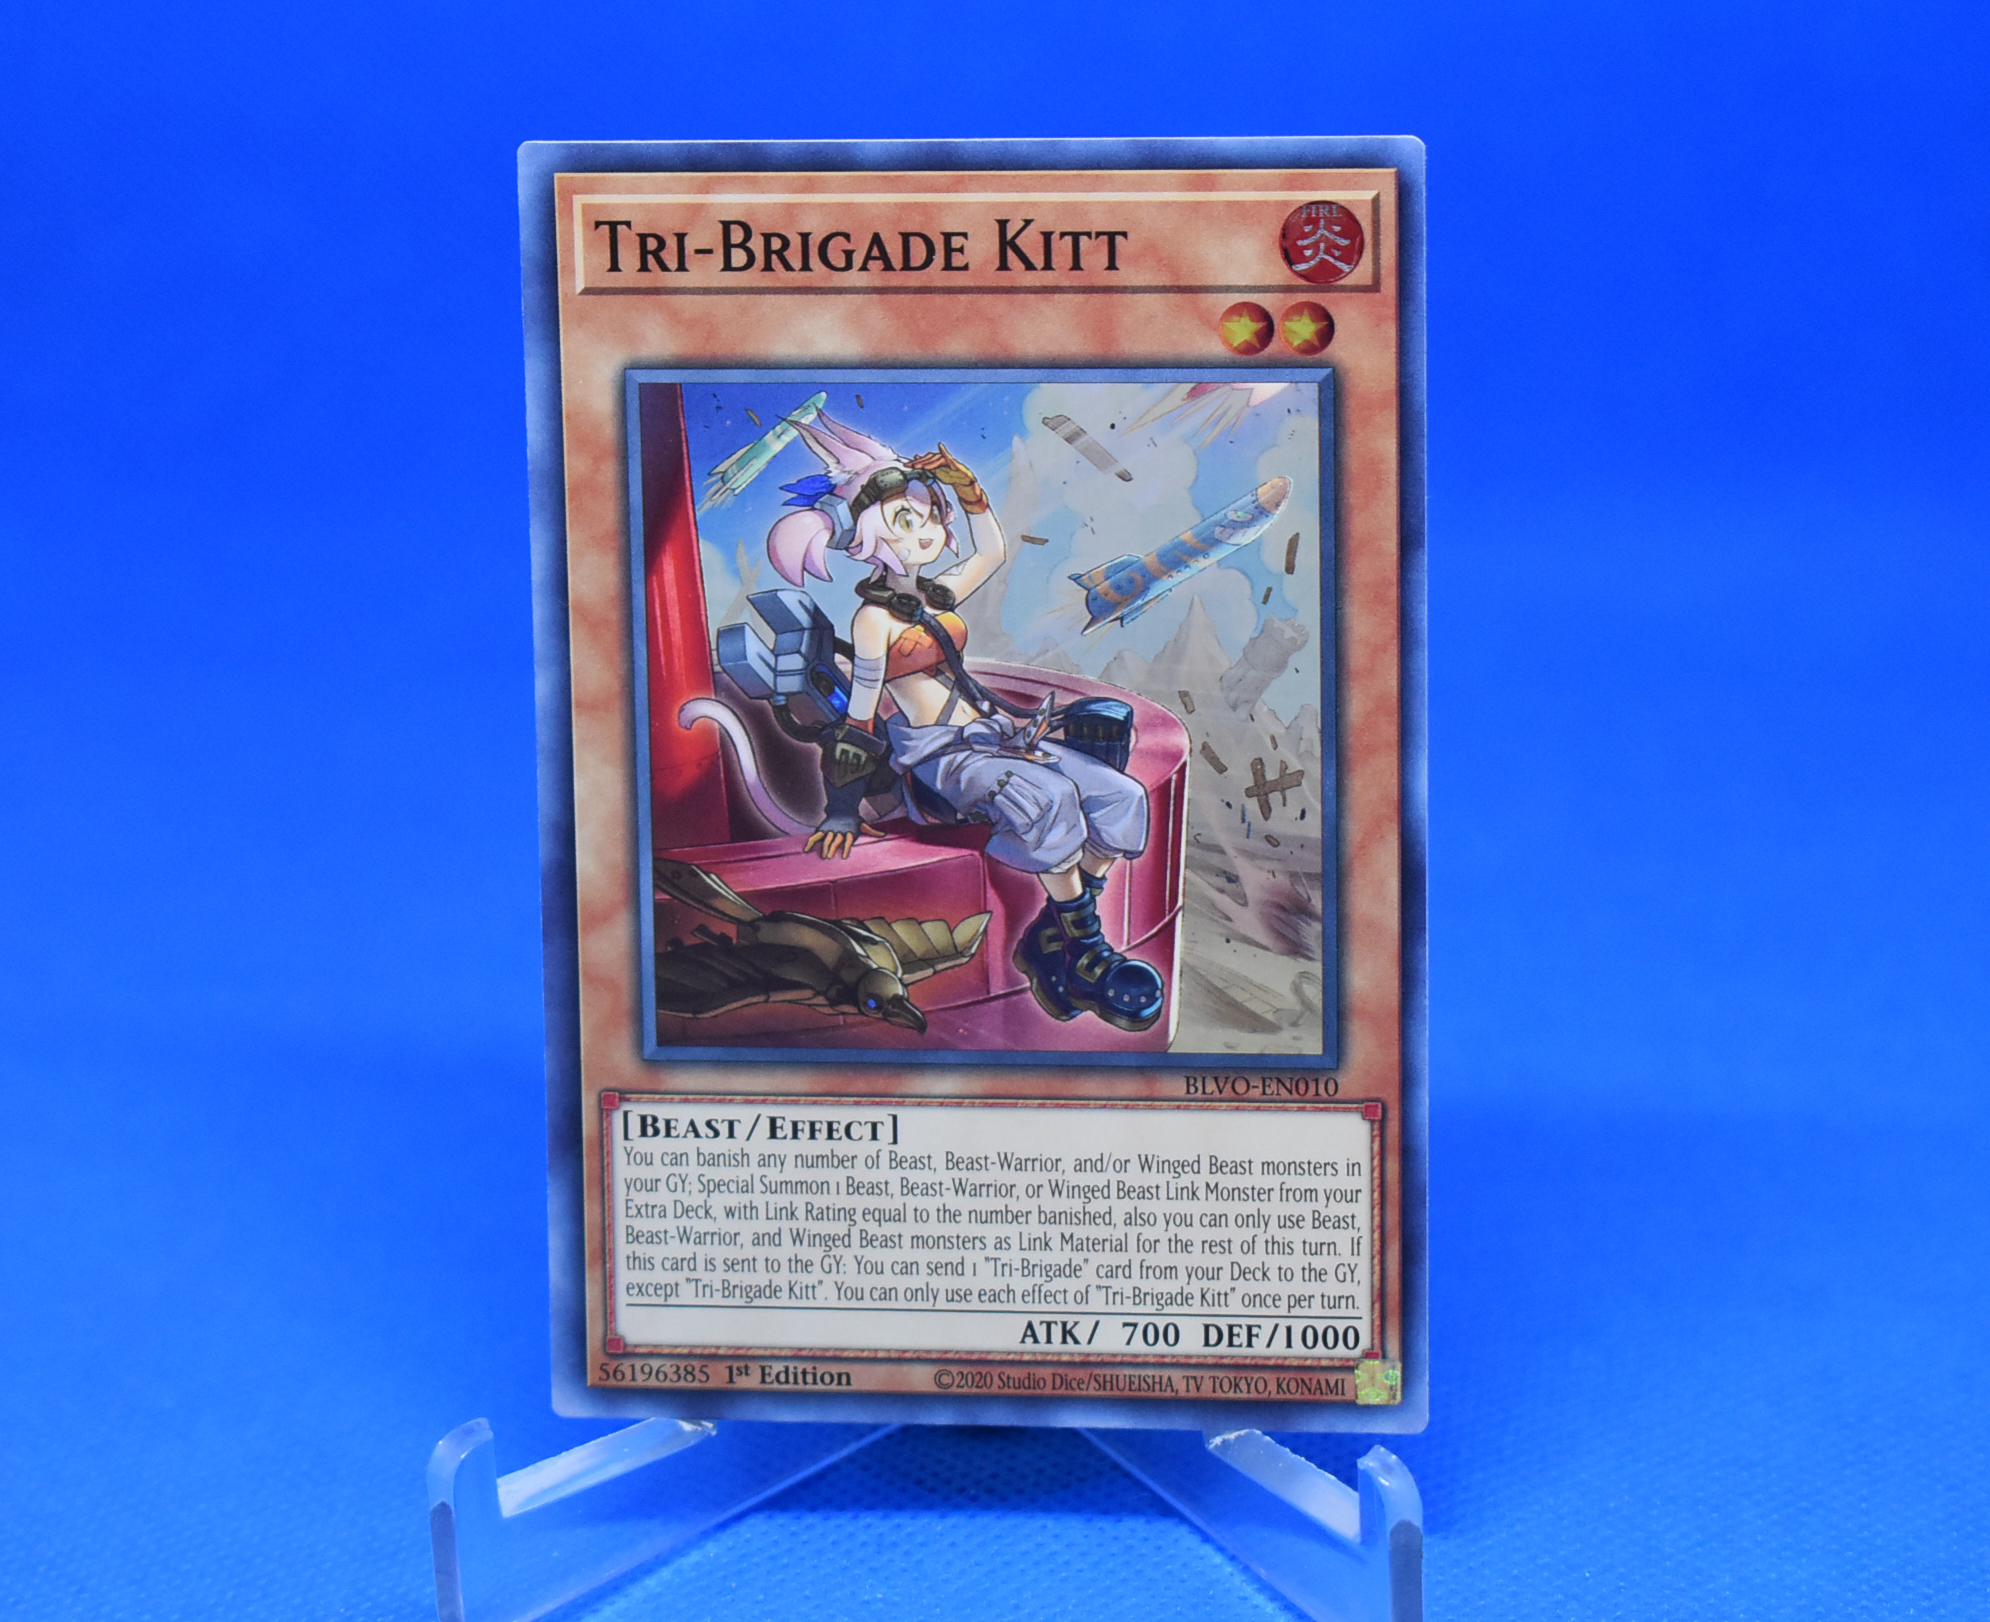 Tri-Brigade Kitt
FIRE
炎
BLVO-EN010
[Beast/Effect]
You can banish any number of Beast, Beast-Warrior, and/or Winged Beast monsters in
your GY; Special Summon 1 Beast, Beast-Warrior, or Winged Beast Link Monster from your
Extra Deck, with Link Rating equal to the number banished, also you can only use Beast,
Beast-Warrior, and Winged Beast monsters as Link Material for the rest of this turn. If
this card is sent to the GY: You can send 1 "Tri-Brigade" card from your Deck to the GY,
except "Tri-Brigade Kitt". You can only use each effect of "Tri-Brigade Kitt" once per turn.
ATK/ 700 DEF/1000
56196385 1st Edition ©2020 Studio Dice/SHUEISHA, TV TOKYO, KONAMI